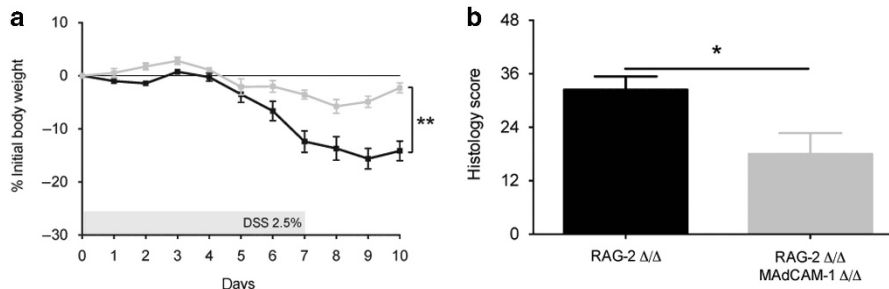 a
% Initial body weight
10
0
–10
–20
–30
DSS 2.5%
0 1 2 3 4 5 6 7 8 9 10
Days
**
b
Histology score
48
36
24
12
0
*
RAG-2 Δ/Δ
RAG-2 Δ/Δ
MAdCAM-1 Δ/Δ